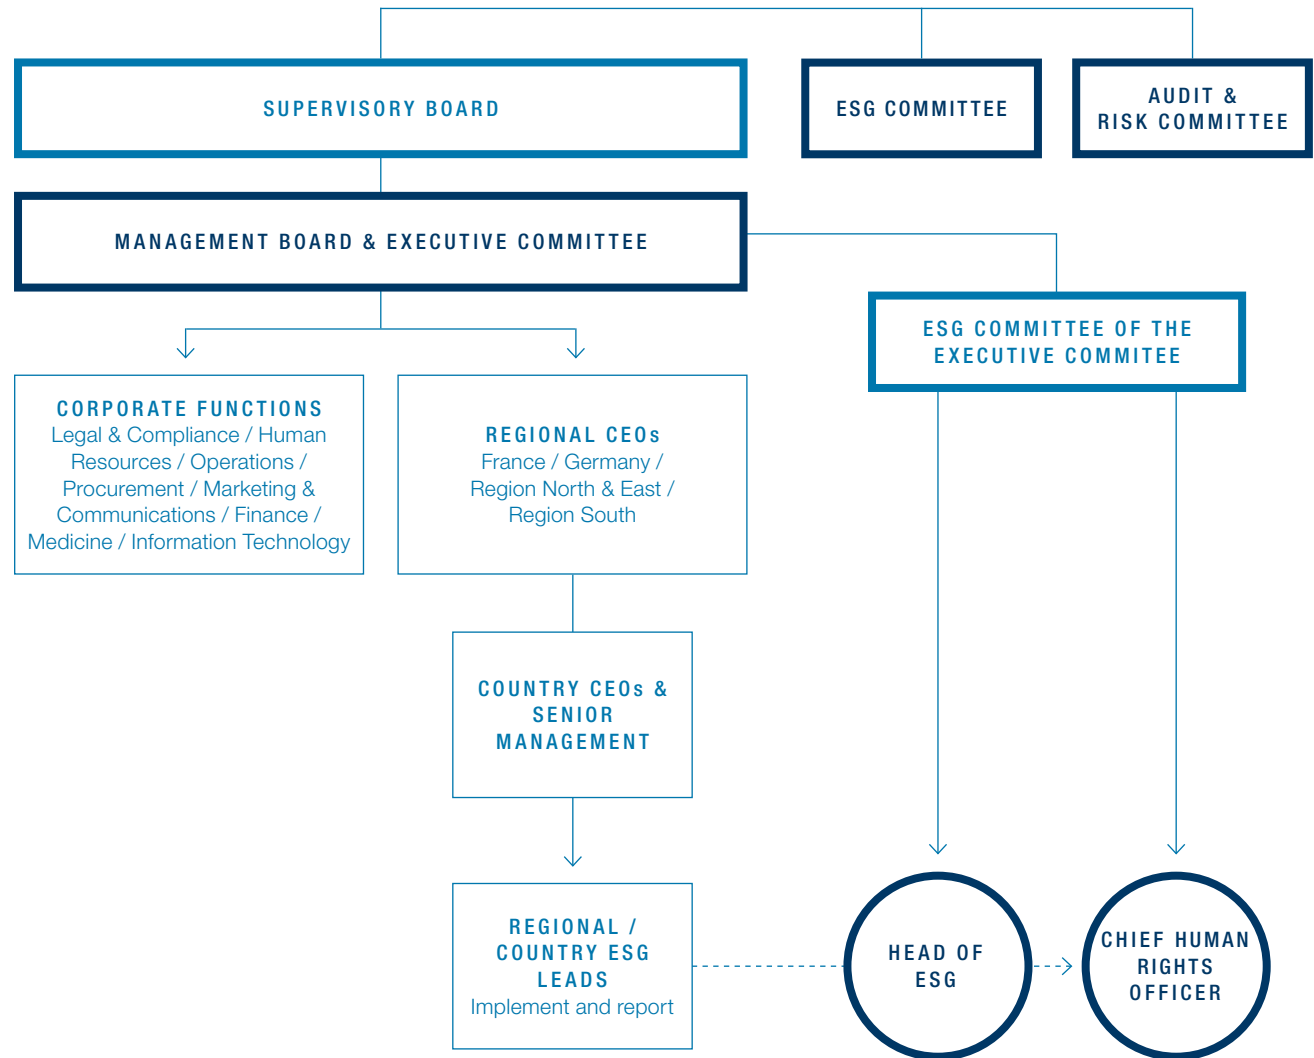 SUPERVISORY BOARD
ESG COMMITTEE
AUDIT &
RISK COMMITTEE
MANAGEMENT BOARD & EXECUTIVE COMMITTEE
ESG COMMITTEE OF THE
EXECUTIVE COMMITEE
CORPORATE FUNCTIONS
Legal & Compliance / Human
Resources / Operations /
Procurement / Marketing &
Communications / Finance /
Medicine / Information Technology
REGIONAL CEOs
France / Germany /
Region North & East /
Region South
COUNTRY CEOs &
SENIOR
MANAGEMENT
REGIONAL /
COUNTRY ESG
LEADS
Implement and report
HEAD OF
ESG
CHIEF HUMAN
RIGHTS
OFFICER